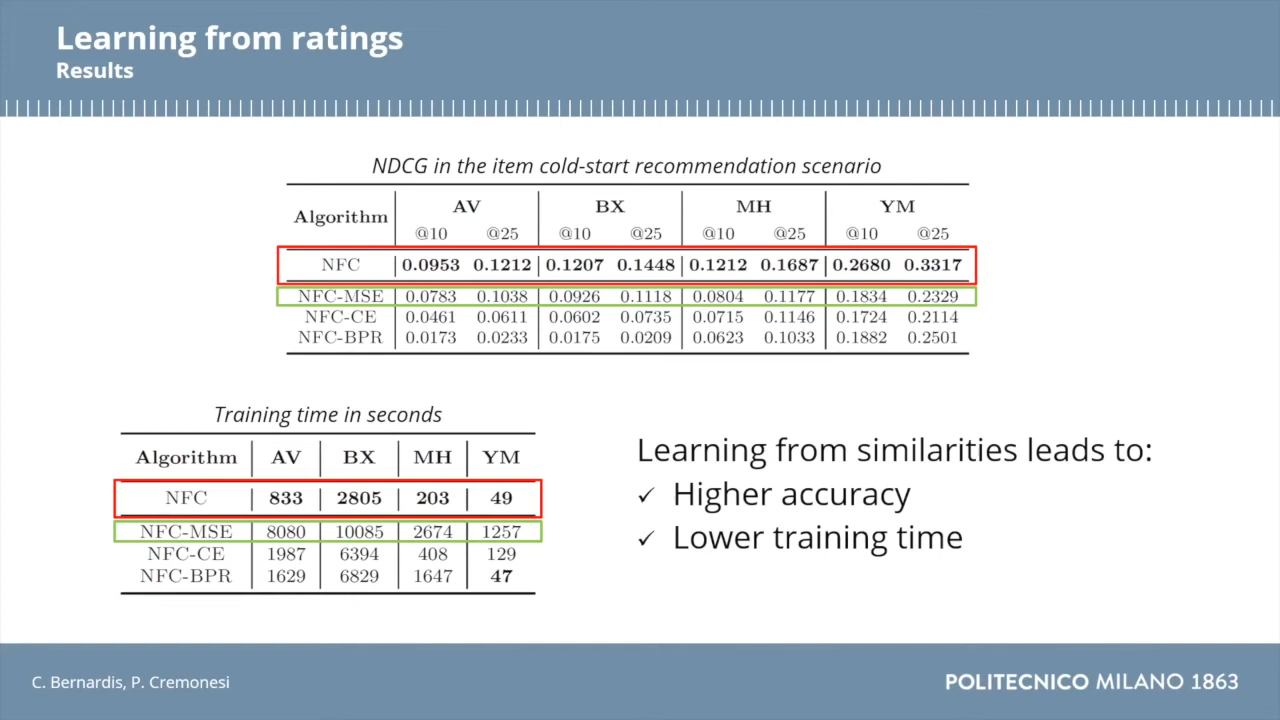 Learning from ratings
Results
NDCG in the item cold-start recommendation scenario
Algorithm AV BX MH YM
@10 @25 @10 @25 @10 @25 @10 @25
NFC 0.0953 0.1212 0.1207 0.1448 0.1212 0.1687 0.2680 0.3317
NFC-MSE 0.0783 0.1038 0.0926 0.1118 0.0804 0.1177 0.1834 0.2329
NFC-CE 0.0461 0.0611 0.0602 0.0735 0.0715 0.1146 0.1724 0.2114
NFC-BPR 0.0173 0.0233 0.0175 0.0209 0.0623 0.1033 0.1882 0.2501
Training time in seconds
Algorithm AV BX MH YM
NFC 833 2805 203 49
NFC-MSE 8080 10085 2674 1257
NFC-CE 1987 6394 408 129
NFC-BPR 1629 6829 1647 47
Learning from similarities leads to:
✓ Higher accuracy
✓ Lower training time
C. Bernardis, P. Cremonesi
POLITECNICO MILANO 1863